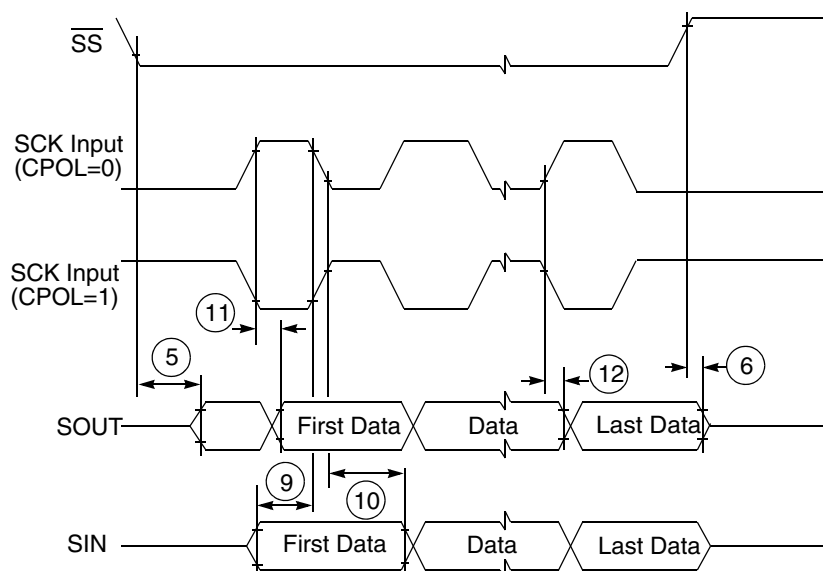 SS
SCK Input
(CPOL=0)
SCK Input
(CPOL=1)
11
5
12
6
SOUT
First Data
Data
Last Data
9
10
SIN
First Data
Data
Last Data